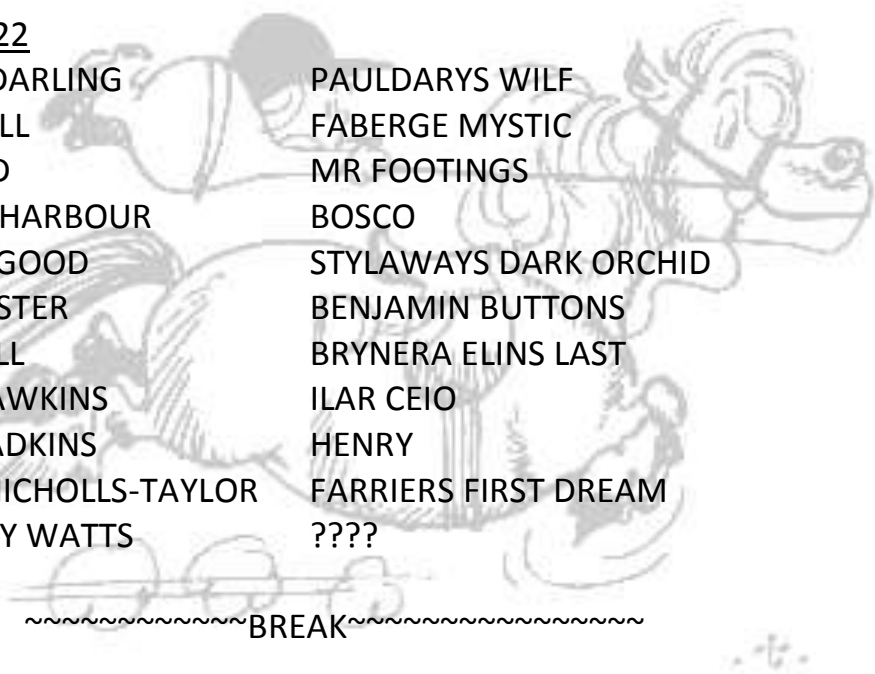 22
DARLING PAULDARYS WILF
LL FABERGE MYSTIC
D MR FOOTINGS
HARBOUR BOSCO
GOOD STYLAWAYS DARK ORCHID
STER BENJAMIN BUTTONS
LL BRYNERA ELINS LAST
AWKINS ILAR CEIO
ADKINS HENRY
NICHOLLS-TAYLOR FARRIERS FIRST DREAM
Y WATTS ????
~~~~~~~~~~~~BREAK~~~~~~~~~~~~~~~~